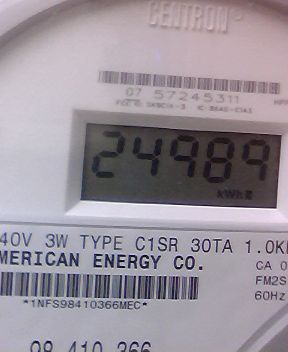 CENTRON
07 57245311
24989
kWh
40V 3W TYPE C1SR 30TA 1.0K
MERICAN ENERGY CO.
CA 0
FM2S
60Hz
*1NFS98410366MEC*
98 410 366